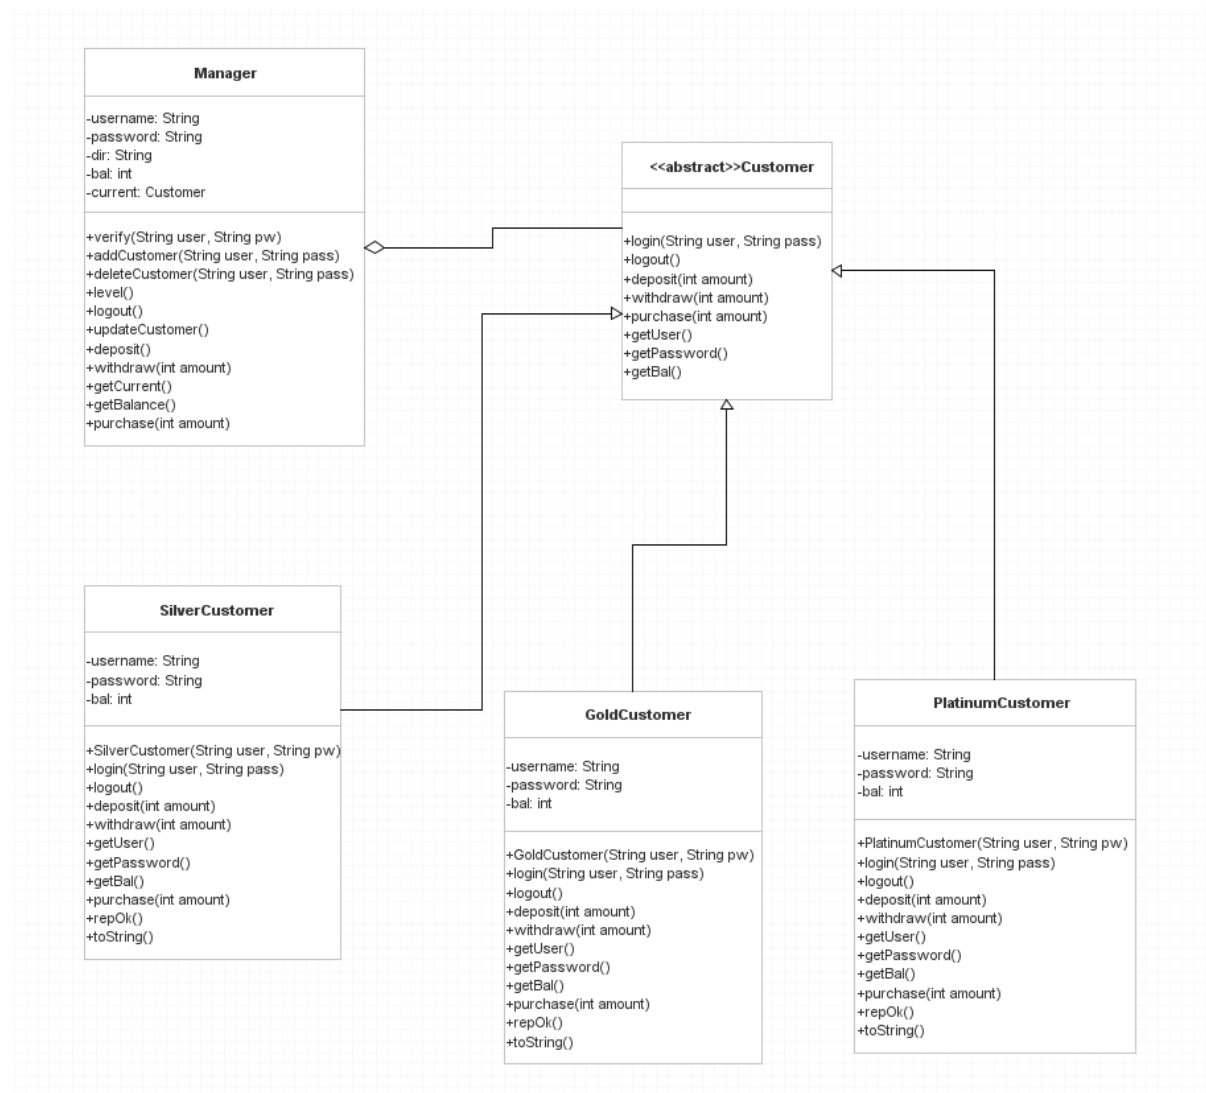 Manager
-username: String
-password: String
-dir: String
-bal: int
-current: Customer
+verify(String user, String pw)
+addCustomer(String user, String pass)
+deleteCustomer(String user, String pass)
+level()
+logout()
+updateCustomer()
+deposit()
+withdraw(int amount)
+getCurrent()
+getBalance()
+purchase(int amount)
<<abstract>>Customer
+login(String user, String pass)
+logout()
+deposit(int amount)
+withdraw(int amount)
+purchase(int amount)
+getUser()
+getPassword()
+getBal()
SilverCustomer
-username: String
-password: String
-bal: int
+SilverCustomer(String user, String pw)
+login(String user, String pass)
+logout()
+deposit(int amount)
+withdraw(int amount)
+getUser()
+getPassword()
+getBal()
+purchase(int amount)
+repOk()
+toString()
GoldCustomer
-username: String
-password: String
-bal: int
+GoldCustomer(String user, String pw)
+login(String user, String pass)
+logout()
+deposit(int amount)
+withdraw(int amount)
+getUser()
+getPassword()
+getBal()
+purchase(int amount)
+repOk()
+toString()
PlatinumCustomer
-username: String
-password: String
-bal: int
+PlatinumCustomer(String user, String pw)
+login(String user, String pass)
+logout()
+deposit(int amount)
+withdraw(int amount)
+getUser()
+getPassword()
+getBal()
+purchase(int amount)
+repOk()
+toString()